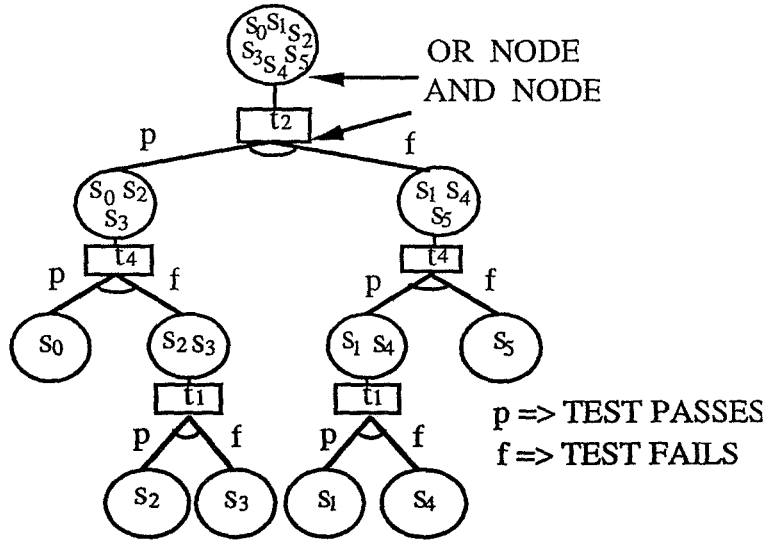 S0 S1 S2
S3 S4 S5
OR NODE
AND NODE
t2
p f
S0 S2
S3
S1 S4
S5
t4 t4
p f p f
S0 S2 S3 S1 S4 S5
t1 t1
p => TEST PASSES
p f p f
f => TEST FAILS
S2 S3 S1 S4